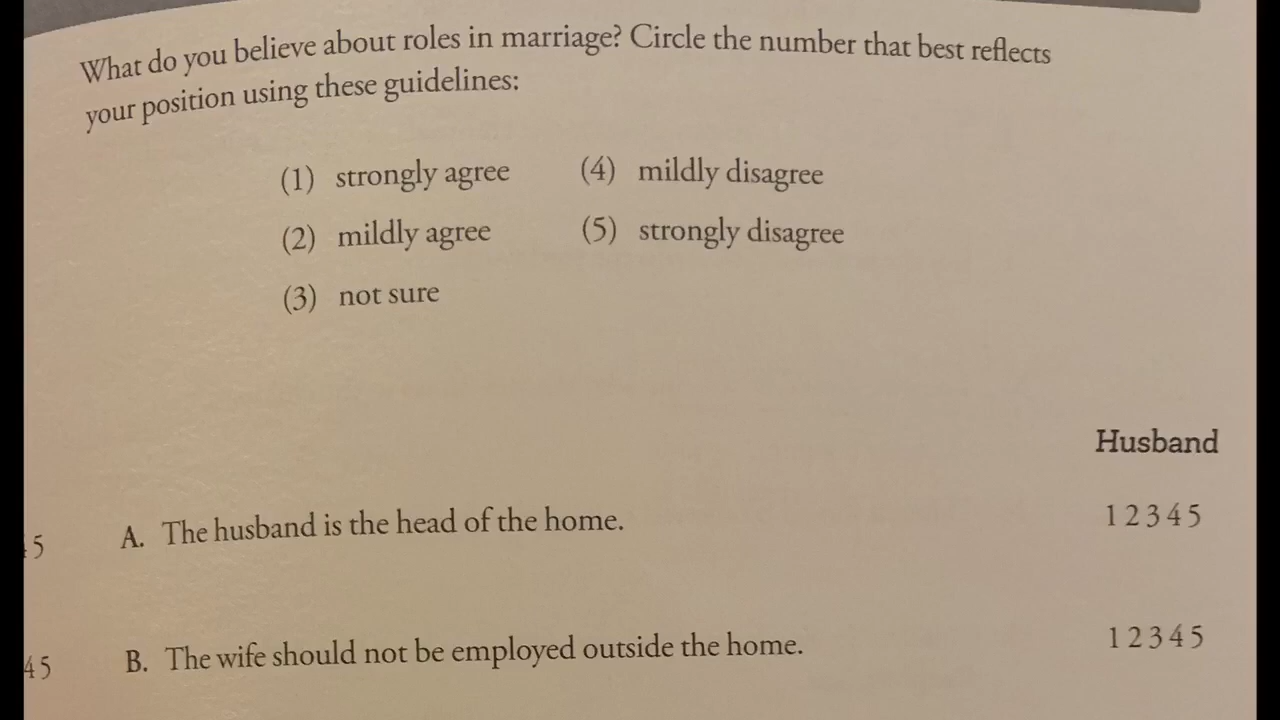 What do you believe about roles in marriage? Circle the number that best reflects
your position using these guidelines:
(1) strongly agree (4) mildly disagree
(2) mildly agree (5) strongly disagree
(3) not sure
Husband
5 A. The husband is the head of the home. 1 2 3 4 5
4 5 B. The wife should not be employed outside the home. 1 2 3 4 5